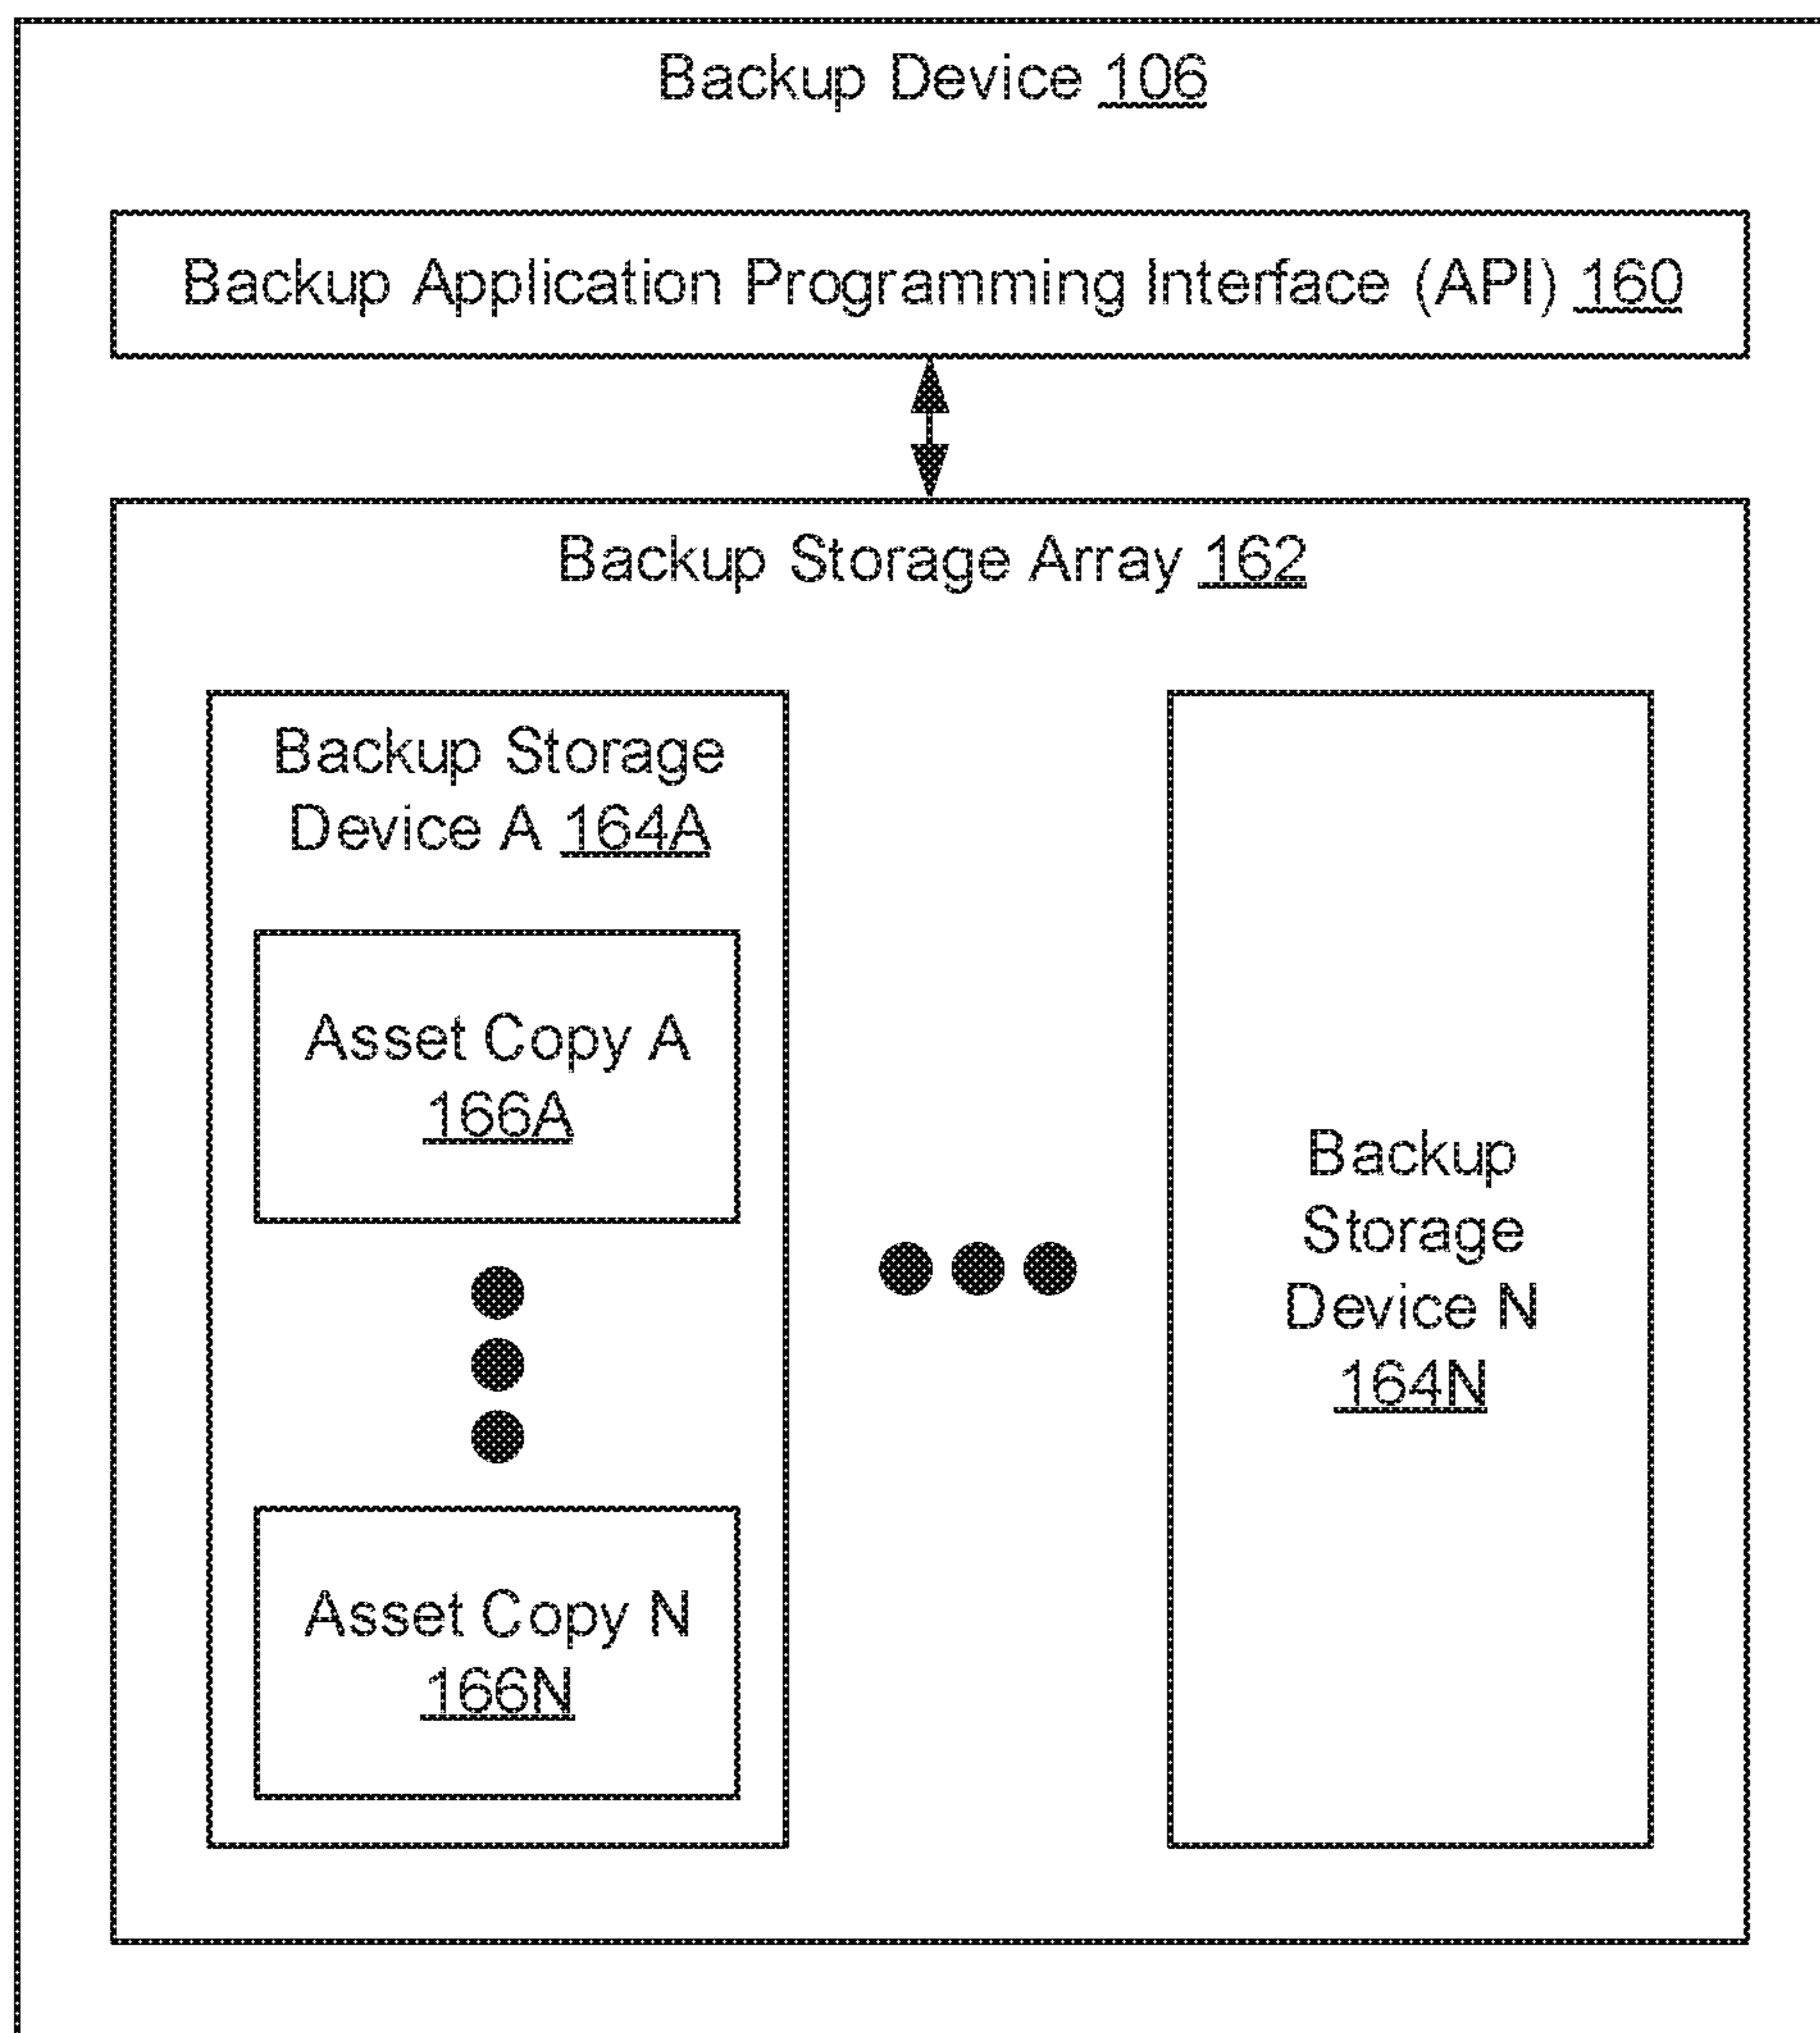 Backup Device 106
Backup Application Programming Interface (API) 160
Backup Storage Array 162
Backup Storage
Device A 164A
Asset Copy A
166A
Asset Copy N
166N
Backup
Storage
Device N
164N